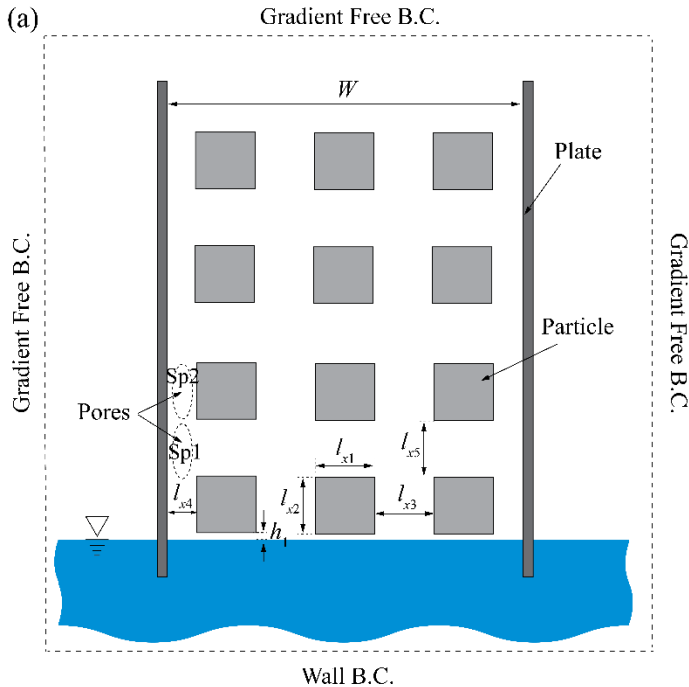 (a)
Gradient Free B.C.
W
Plate
Gradient Free B.C.
Gradient Free B.C.
Particle
Sp2
Pores
Sp1
lx5
lx1
lx4
lx2
lx3
h1
Wall B.C.